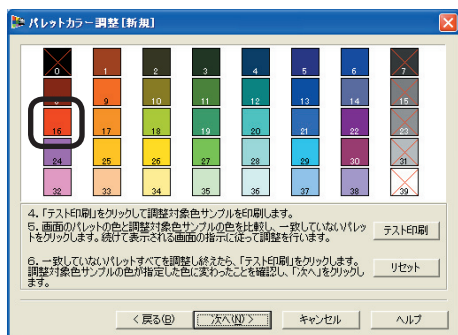 パレットカラー調整[新規]
0 1 2 3 4 5 6 7
8 9 10 11 12 13 14 15
16 17 18 19 20 21 22 23
24 25 26 27 28 29 30 31
32 33 34 35 36 37 38 39
4.「テスト印刷」をクリックして調整対象色サンプルを印刷します。
5. 画面のパレットの色と調整対象色サンプルの色を比較し、一致していないパレッ
トをクリックします。続けて表示される画面の指示に従って調整を行います。
テスト印刷
6. 一致していないパレットすべてを調整し終えたら、「テスト印刷」をクリックします。
調整対象色サンプルの色が指定した色に変わったことを確認し、「次へ」をクリックし
ます。
リセット
< 戻る(B) 次へ(N) > キャンセル ヘルプ